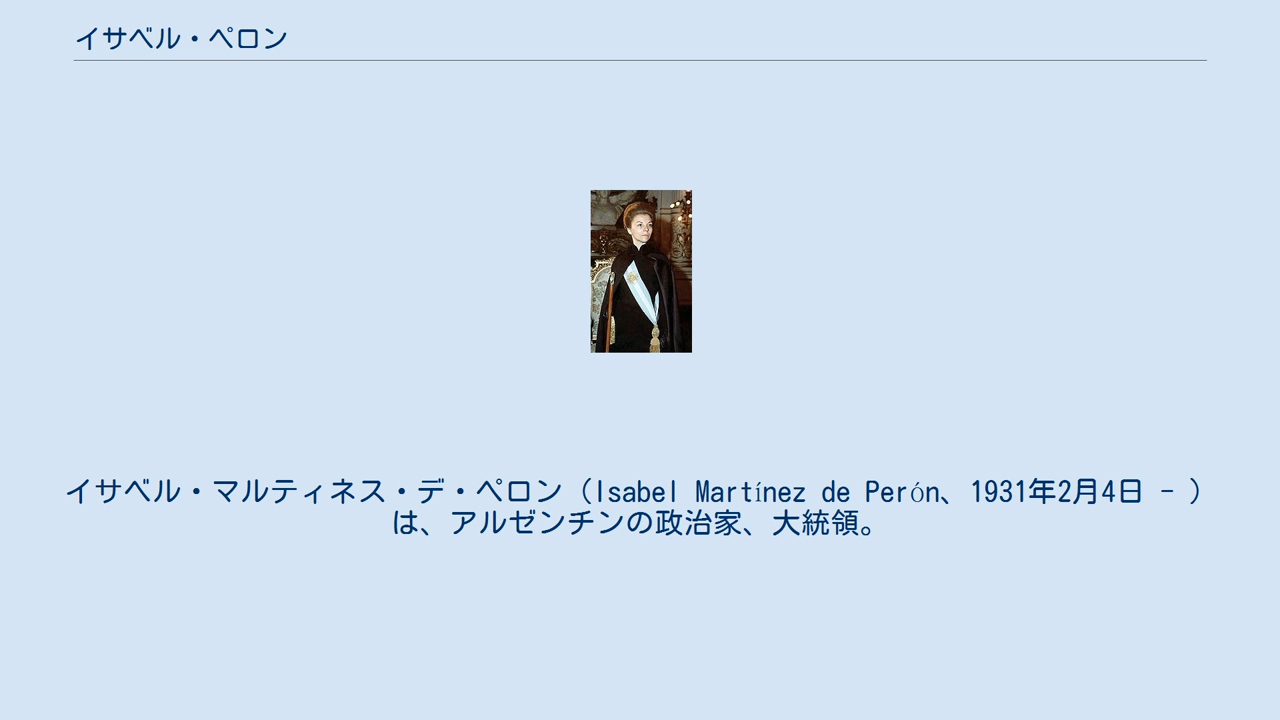 イサベル・ペロン
イサベル・マルティネス・デ・ペロン（Isabel Martínez de Perón、1931年2月4日 - ）
は、アルゼンチンの政治家、大統領。